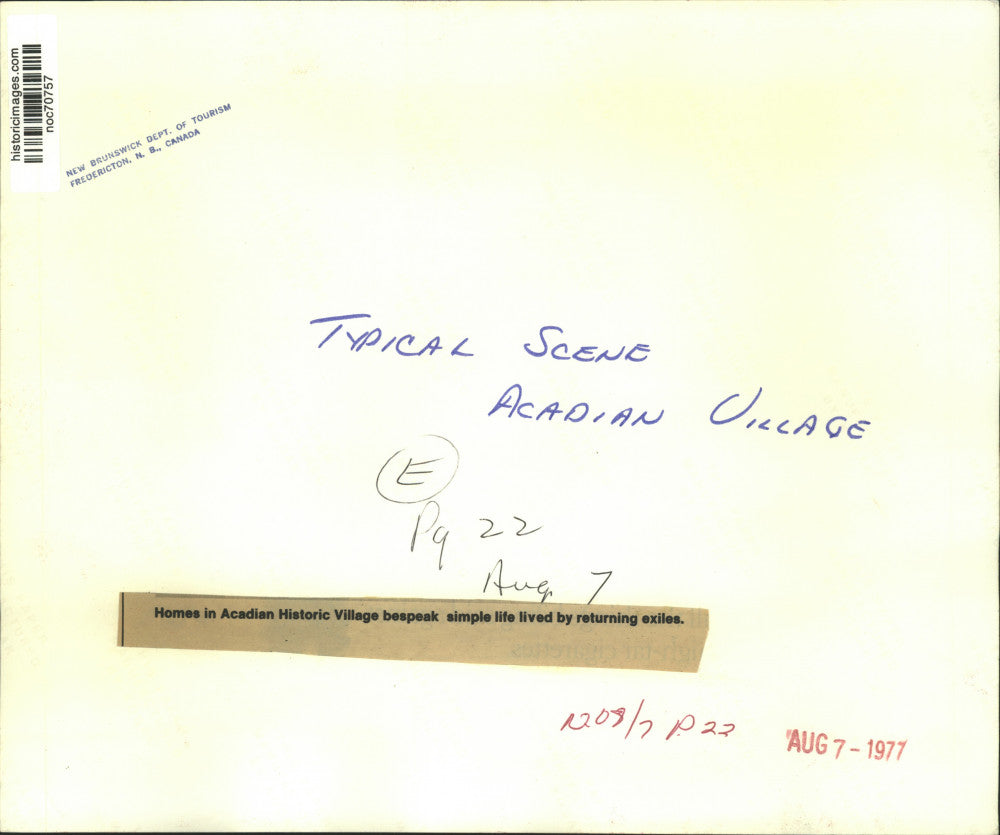 historicimages.com
noc70757
NEW BRUNSWICK DEPT. OF TOURISM
FREDERICTON, N. B., CANADA
TYPICAL SCENE
ACADIAN VILLAGE
E
Pg 22
Aug 7
Homes in Acadian Historic Village bespeak simple life lived by returning exiles.
P 22
AUG 7 - 1977